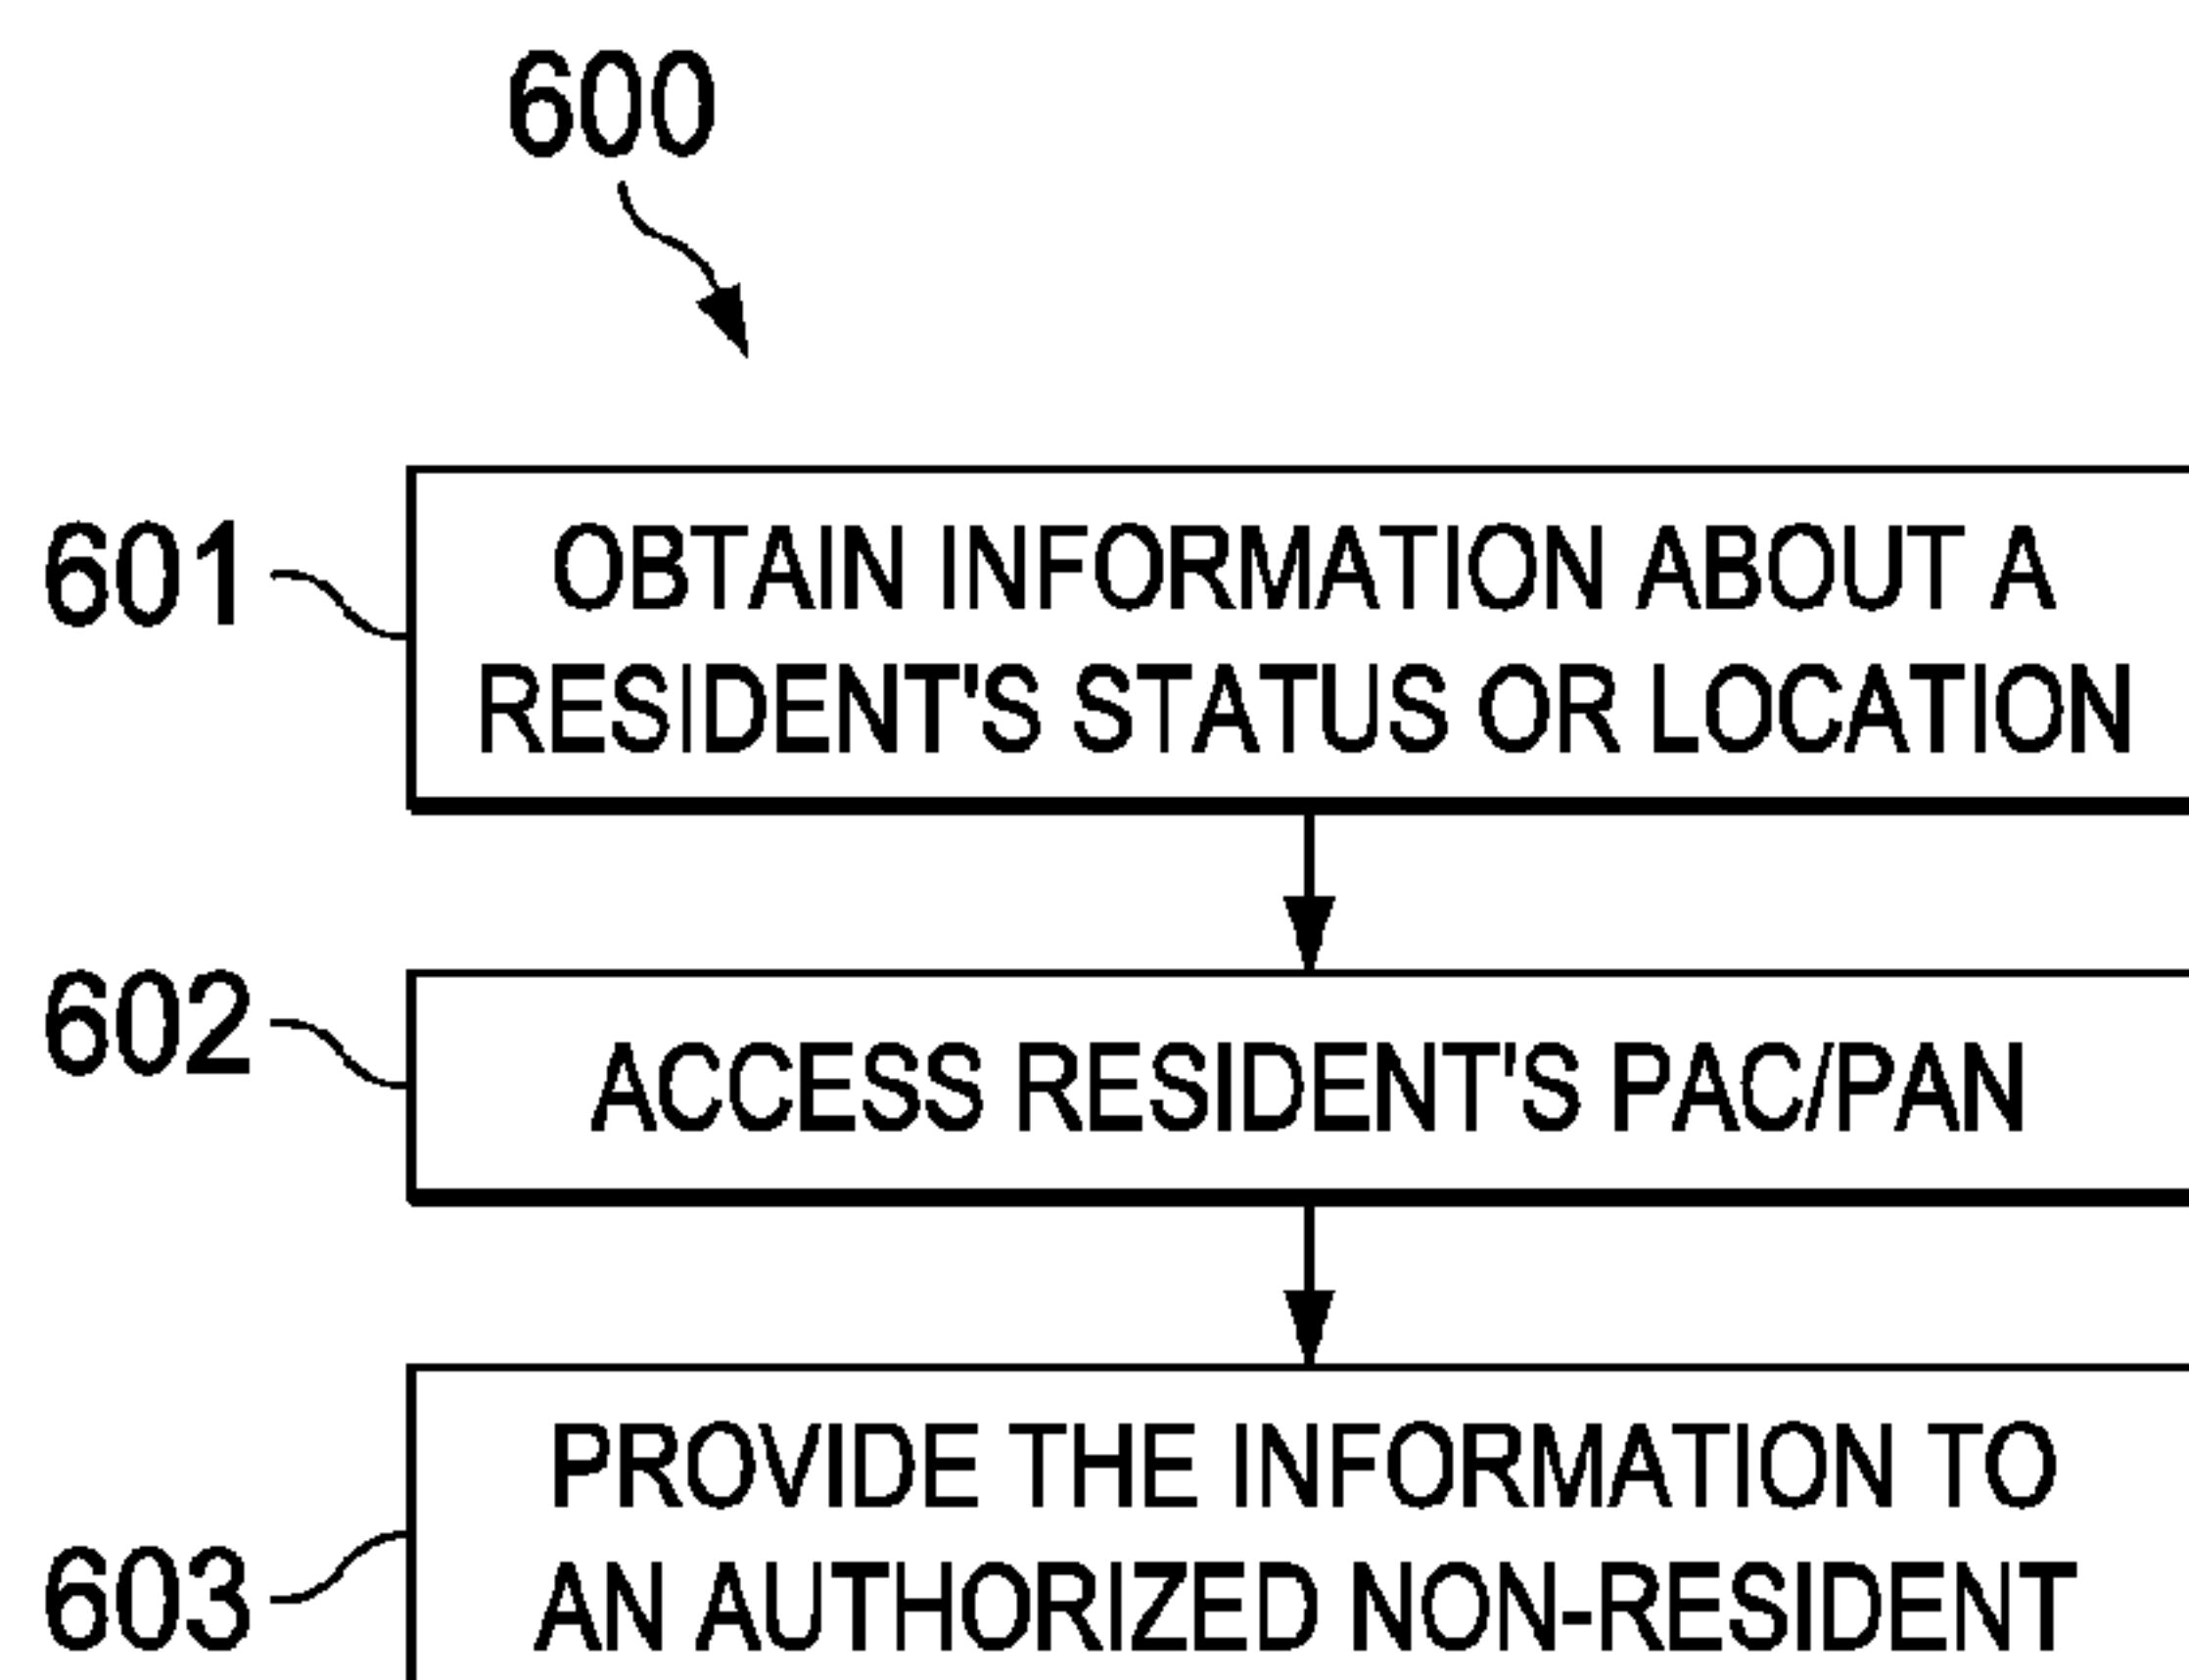 600
601
OBTAIN INFORMATION ABOUT A
RESIDENT'S STATUS OR LOCATION
602
ACCESS RESIDENT'S PAC/PAN
603
PROVIDE THE INFORMATION TO
AN AUTHORIZED NON-RESIDENT